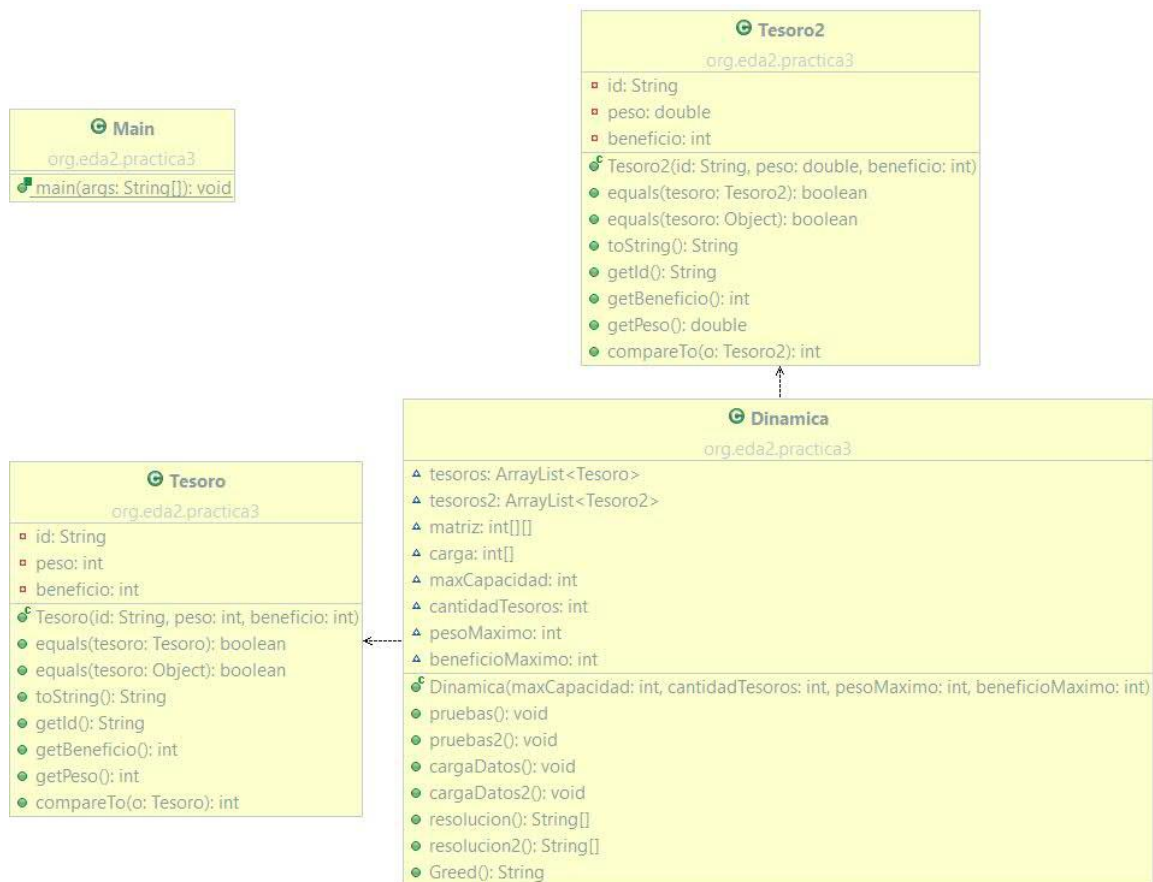 Tesoro2
org.eda2.practica3
id: String
peso: double
beneficio: int
Tesoro2(id: String, peso: double, beneficio: int)
equals(tesoro: Tesoro2): boolean
equals(tesoro: Object): boolean
toString(): String
getId(): String
getBeneficio(): int
getPeso(): double
compareTo(o: Tesoro2): int
Main
org.eda2.practica3
main(args: String[]): void
Tesoro
org.eda2.practica3
id: String
peso: int
beneficio: int
Tesoro(id: String, peso: int, beneficio: int)
equals(tesoro: Tesoro): boolean
equals(tesoro: Object): boolean
toString(): String
getId(): String
getBeneficio(): int
getPeso(): int
compareTo(o: Tesoro): int
Dinamica
org.eda2.practica3
tesoros: ArrayList<Tesoro>
tesoros2: ArrayList<Tesoro2>
matriz: int[][]
carga: int[]
maxCapacidad: int
cantidadTesoros: int
pesoMaximo: int
beneficioMaximo: int
Dinamica(maxCapacidad: int, cantidadTesoros: int, pesoMaximo: int, beneficioMaximo: int)
pruebas(): void
pruebas2(): void
cargaDatos(): void
cargaDatos2(): void
resolucion(): String[]
resolucion2(): String[]
Greed(): String